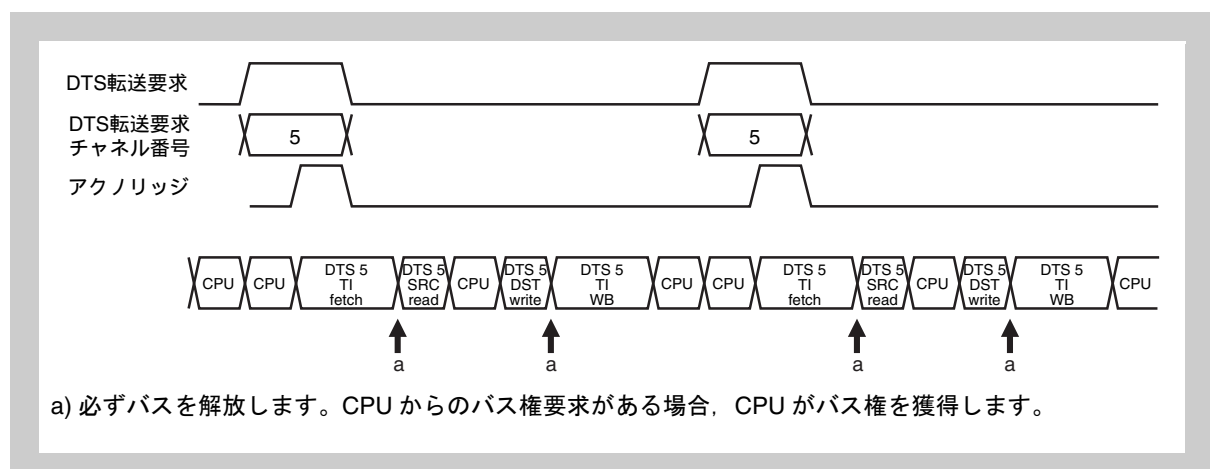 DTS転送要求
DTS転送要求
チャネル番号
5
5
アクノリッジ
CPU
CPU
DTS 5
TI
fetch
DTS 5
SRC
read
CPU
DTS 5
DST
write
DTS 5
TI
WB
CPU
CPU
DTS 5
TI
fetch
DTS 5
SRC
read
CPU
DTS 5
DST
write
DTS 5
TI
WB
CPU
a
a
a
a
a) 必ずバスを解放します。CPU からのバス権要求がある場合，CPU がバス権を獲得します。